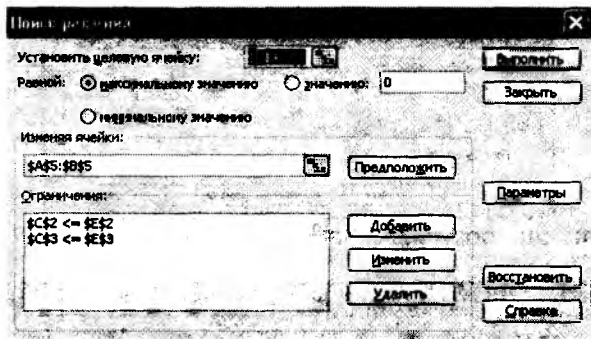 Поиск решения
Установить целевую ячейку:
Равной: максимальному значению значению: 0
минимальному значению
Изменяя ячейки:
$A$5:$B$5
Предположить
Ограничения:
$C$2 <= $E$2
$C$3 <= $E$3
Добавить
Изменить
Удалить
Выполнить
Закрыть
Параметры
Восстановить
Справка